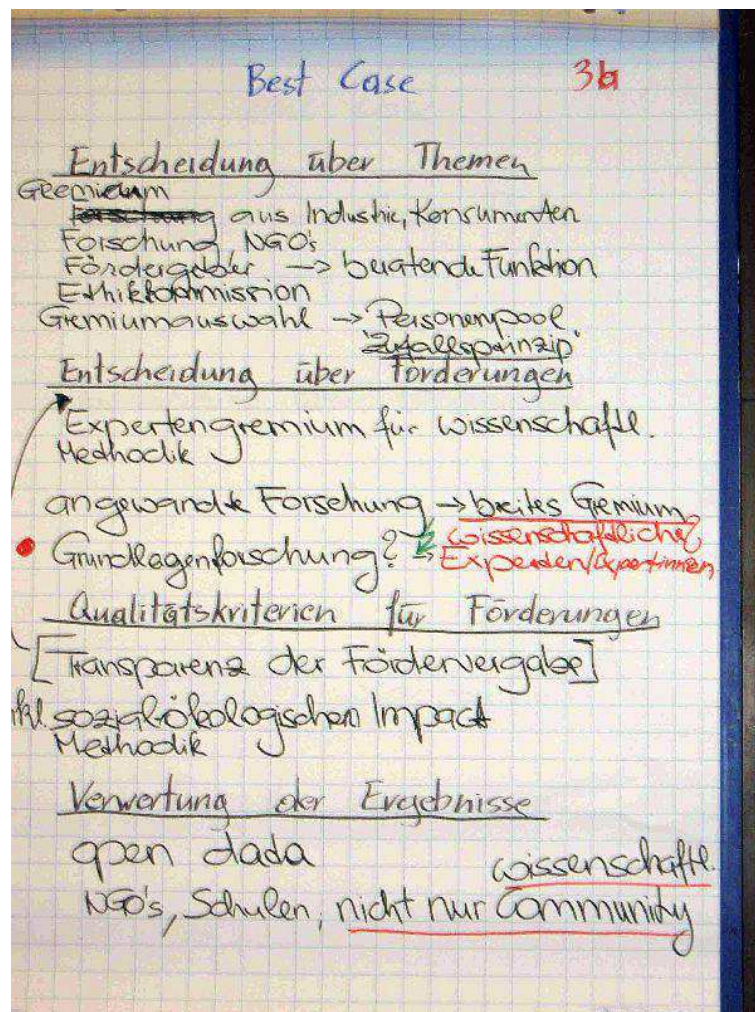 Best Case 3b
Entscheidung über Themen
Gremium
aus Industrie, Konsumenten
Forschung, NGO's
Fördergeber → beratende Funktion
Ethikkommission
Gremiumauswahl → Personenpool
"Zufallsprinzip"
Entscheidung über Förderungen
Expertengremium für wissenschaftl.
Methodik
angewandte Forschung → breites Gremium
Grundlagenforschung? → wissenschaftliche
Experten/Expertinnen
Qualitätskriterien für Förderungen
[Transparenz der Fördervergabe]
inkl. sozial-ökologischen Impact
Methodik
Verwertung der Ergebnisse
open data
wissenschaftl.
NGO's, Schulen, nicht nur Community